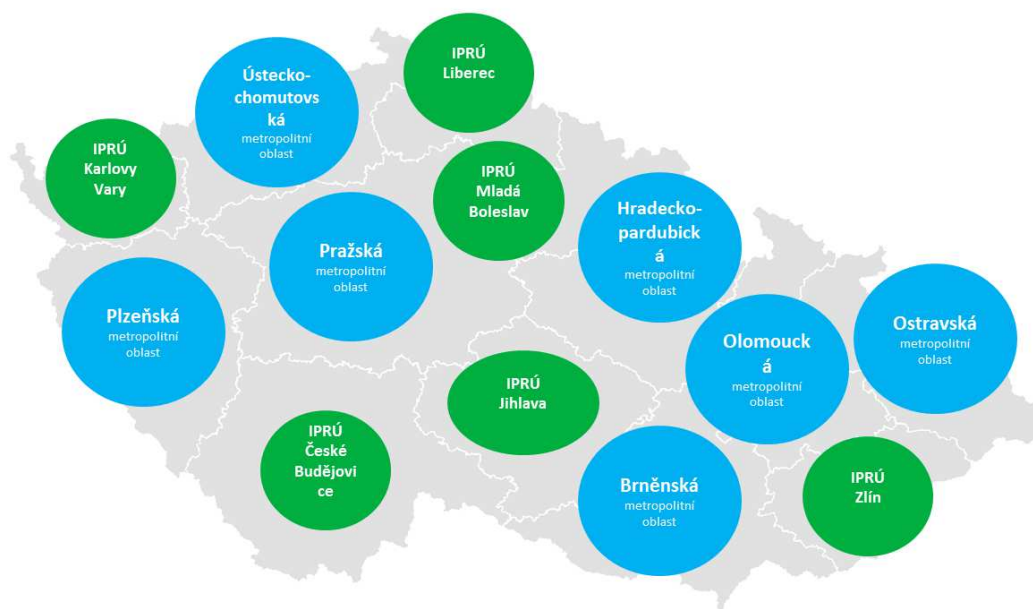 IPRÚ
Liberec
Ústecko-
chomutovs
ká
metropolitní
oblast
IPRÚ
Karlovy
Vary
IPRÚ
Mladá
Boleslav
Hradecko-
pardubick
á
metropolitní
oblast
Pražská
metropolitní
oblast
Plzeňská
metropolitní
oblast
Ostravská
metropolitní
oblast
Olomouck
á
metropolitní
oblast
IPRÚ
Jihlava
IPRÚ
České
Budějovi
ce
Brněnská
metropolitní
oblast
IPRÚ
Zlín